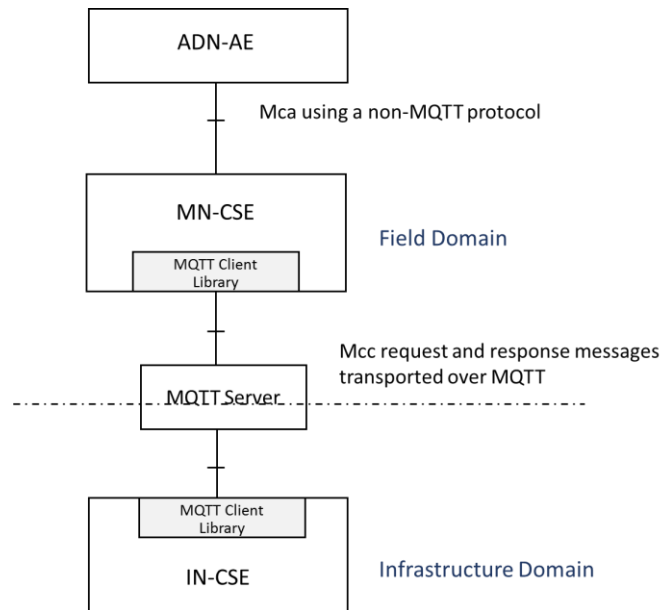 ADN-AE
Mca using a non-MQTT protocol
MN-CSE
Field Domain
MQTT Client
Library
Mcc request and response messages
transported over MQTT
MQTT Server
MQTT Client
Library
IN-CSE
Infrastructure Domain